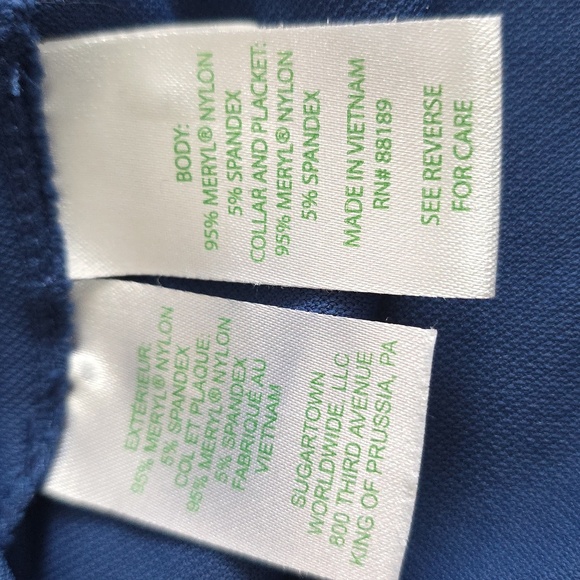 BODY:
95% MERYL® NYLON
5% SPANDEX
COLLAR AND PLACKET:
95% MERYL® NYLON
5% SPANDEX
MADE IN VIETNAM
RN# 88189
SEE REVERSE
FOR CARE
EXTÉRIEUR:
95% MERYL® NYLON
5% SPANDEX
COL ET PLAQUE:
95% MERYL® NYLON
5% SPANDEX
FABRIQUÉ AU
VIETNAM
SUGARTOWN
WORLDWIDE, LLC
800 THIRD AVENUE
KING OF PRUSSIA, PA